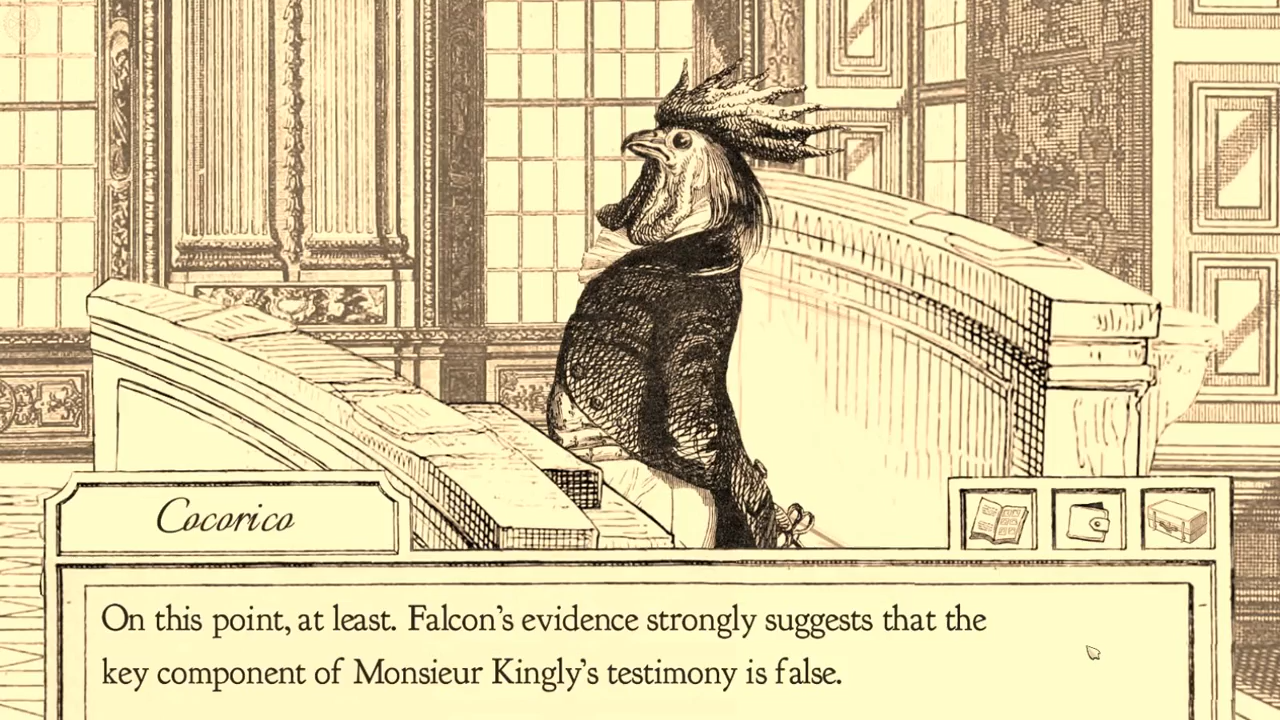 Cocorico
On this point, at least. Falcon's evidence strongly suggests that the
key component of Monsieur Kingly's testimony is false.